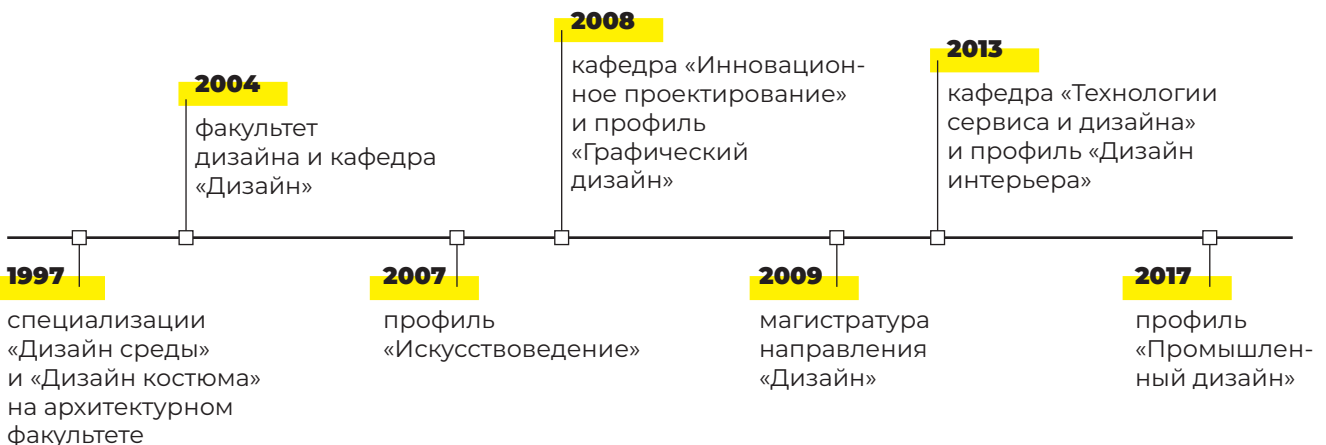 2008
кафедра «Инновацион-
ное проектирование»
и профиль
«Графический
дизайн»
2013
кафедра «Технологии
сервиса и дизайна»
и профиль «Дизайн
интерьера»
2004
факультет
дизайна и кафедра
«Дизайн»
1997
специализации
«Дизайн среды»
и «Дизайн костюма»
на архитектурном
факультете
2007
профиль
«Искусствоведение»
2009
магистратура
направления
«Дизайн»
2017
профиль
«Промышлен-
ный дизайн»